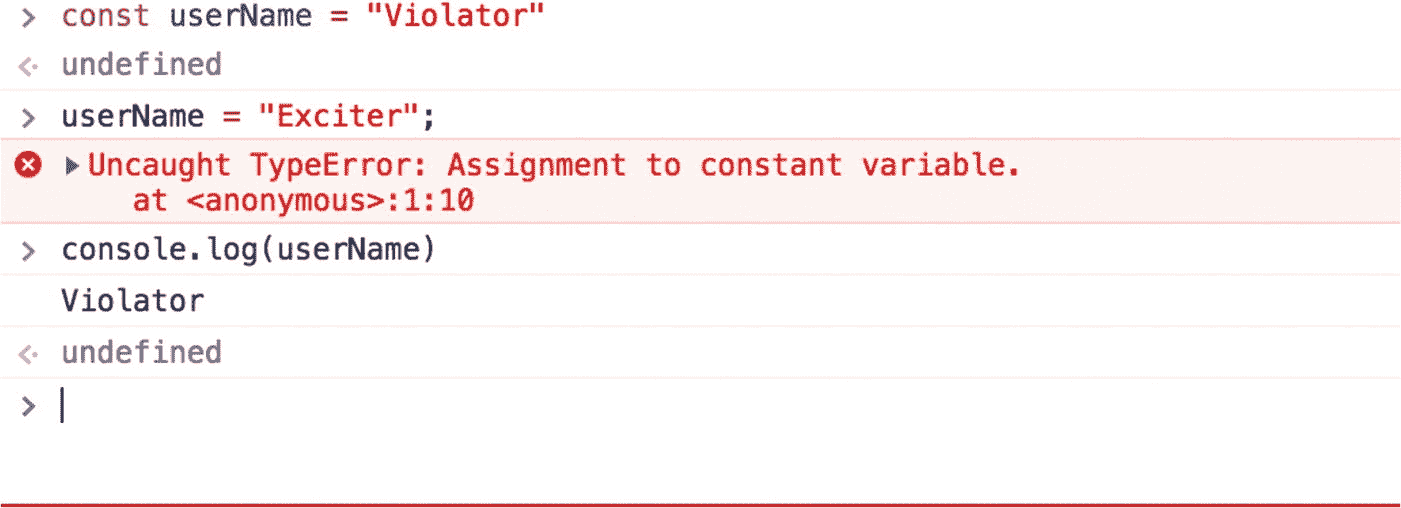 > const userName = "Violator"
<· undefined
> userName = "Exciter";
Uncaught TypeError: Assignment to constant variable.
at <anonymous>:1:10
> console.log(userName)
Violator
<· undefined
>